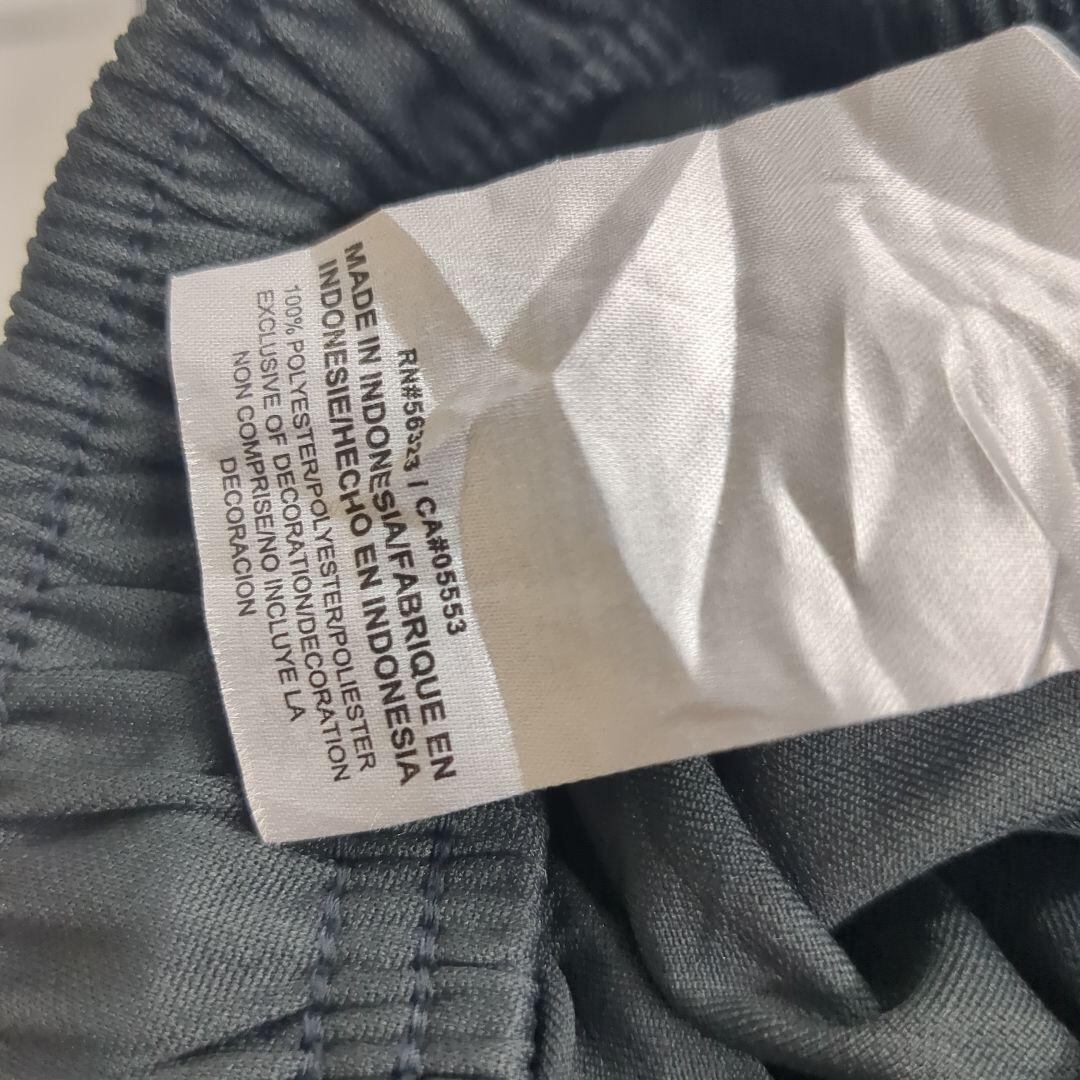 RN#56323 / CA#05553
MADE IN INDONESIA/FABRIQUE EN
INDONESIE/HECHO EN INDONESIA
100% POLYESTER/POLYESTER/POLIESTER
EXCLUSIVE OF DECORATION/DECORATION
NON COMPRISE/NO INCLUYE LA
DECORACION